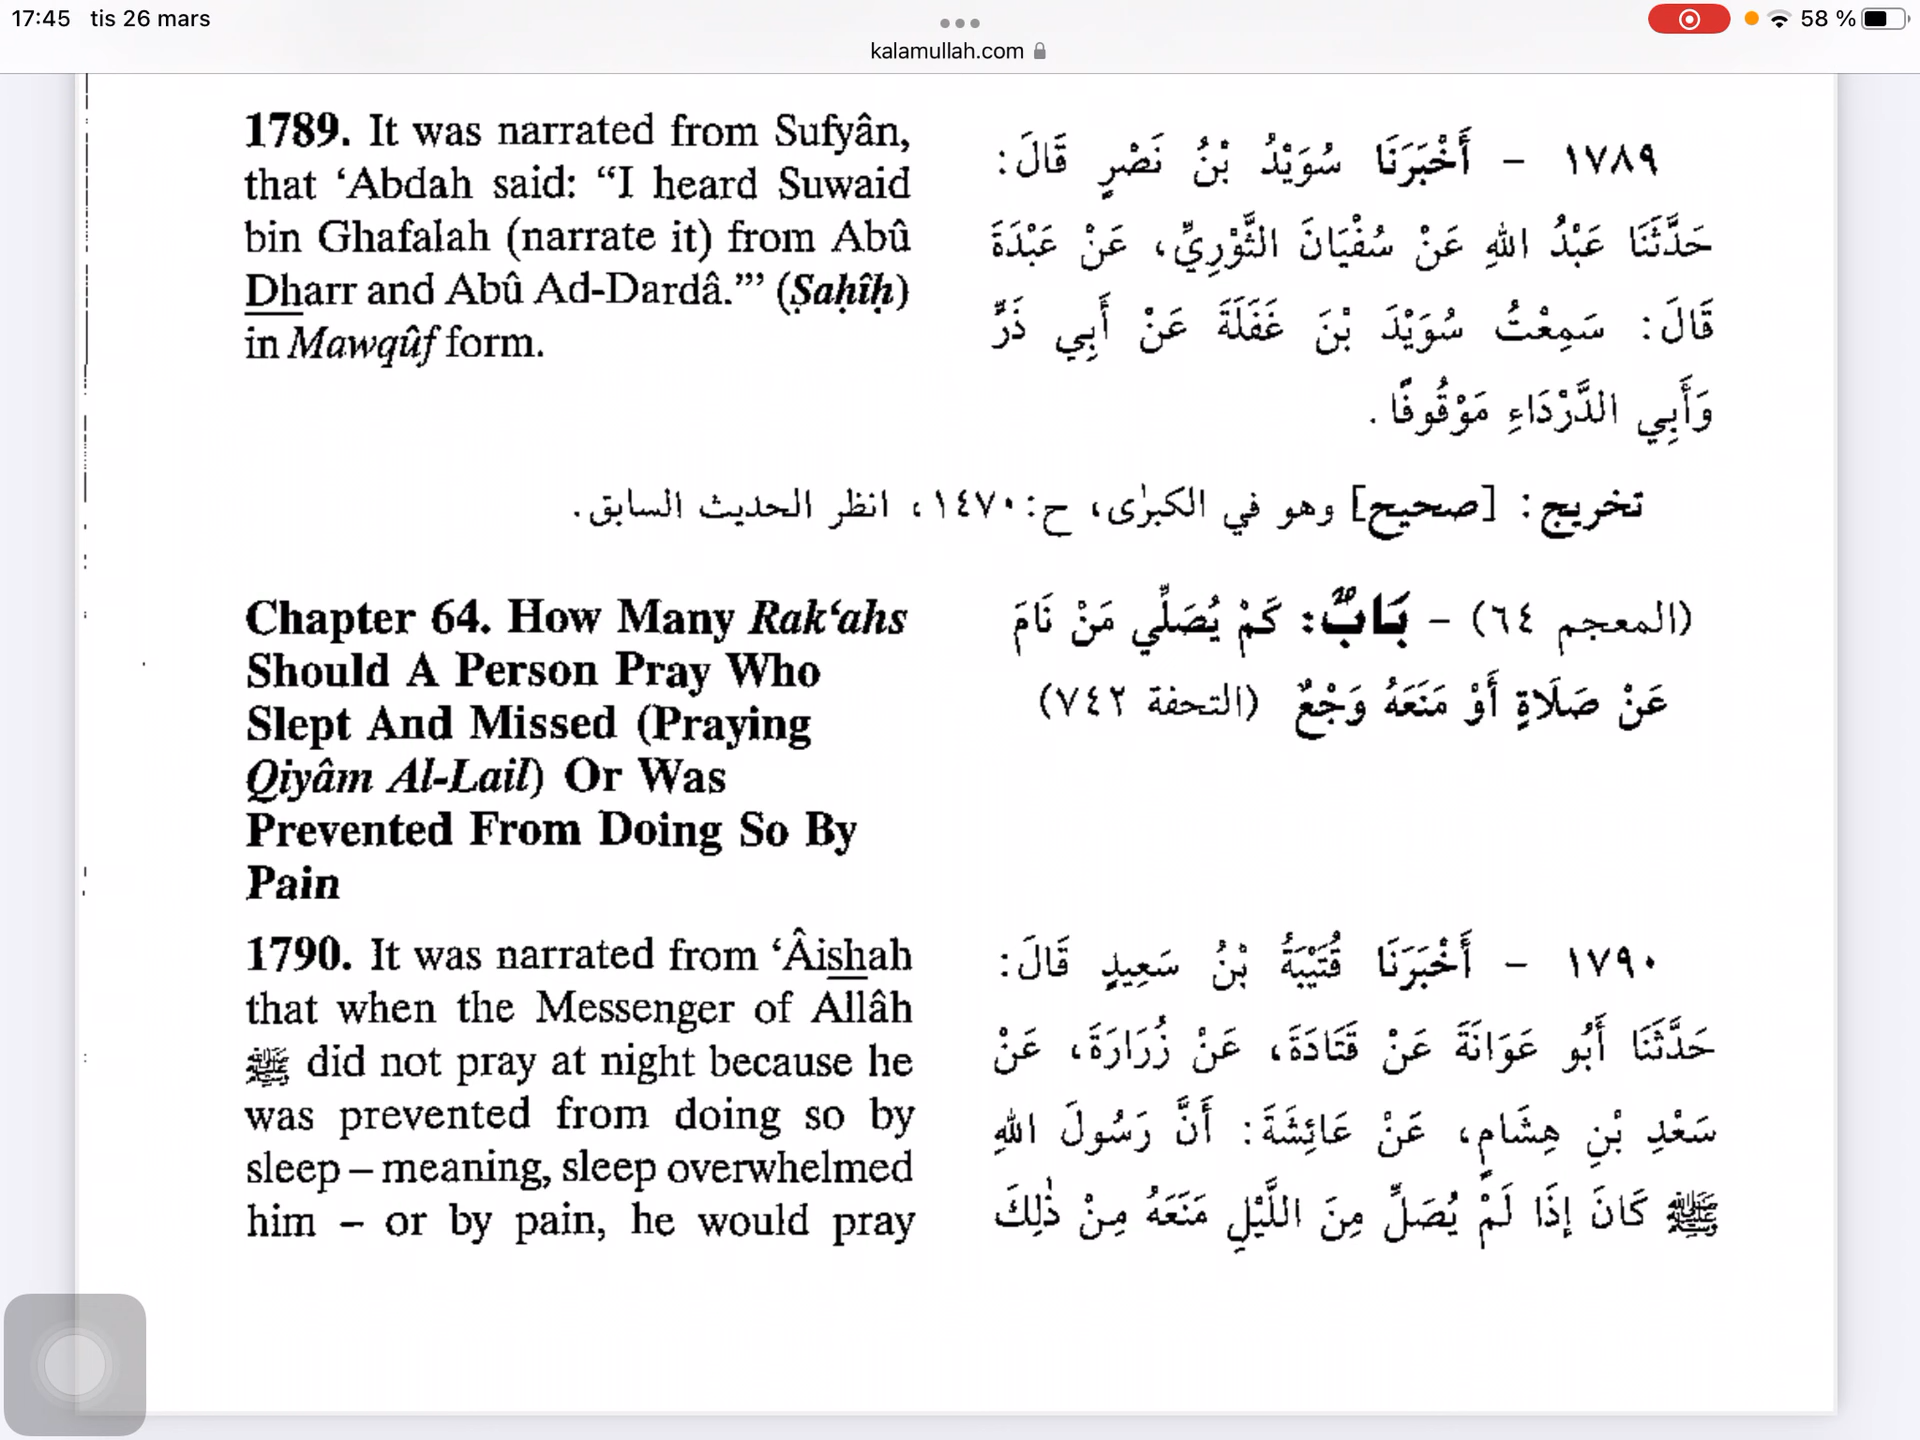 17:45 tis 26 mars
58 %
kalamullah.com
1789. It was narrated from Sufyân,
that ‘Abdah said: “I heard Suwaid
bin Ghafalah (narrate it) from Abû
Dharr and Abû Ad-Dardâ.”’ (Ṣaḥîḥ)
in Mawqûf form.
١٧٨٩ - أَخْبَرَنَا سُوَيْدُ بْنُ نَصْرٍ قَالَ:
حَدَّثَنَا عَبْدُ اللهِ عَنْ سُفْيَانَ الثَّوْرِيِّ، عَنْ عَبْدَةَ
قَالَ: سَمِعْتُ سُوَيْدَ بْنَ غَفَلَةَ عَنْ أَبِي ذَرٍّ
وَأَبِي الدَّرْدَاءِ مَوْقُوفًا.
تخريج: [صحيح] وهو في الكبرٰى، ح:١٤٧٠، انظر الحديث السابق.
Chapter 64. How Many Rak‘ahs
Should A Person Pray Who
Slept And Missed (Praying
Qiyâm Al-Lail) Or Was
Prevented From Doing So By
Pain
(المعجم ٦٤) - بَابٌ: كَمْ يُصَلِّي مَنْ نَامَ
عَنْ صَلَاةٍ أَوْ مَنَعَهُ وَجْعٌ (التحفة ٧٤٢)
1790. It was narrated from ‘Âishah
that when the Messenger of Allâh
ﷺ did not pray at night because he
was prevented from doing so by
sleep – meaning, sleep overwhelmed
him – or by pain, he would pray
١٧٩٠ - أَخْبَرَنَا قُتَيْبَةُ بْنُ سَعِيدٍ قَالَ:
حَدَّثَنَا أَبُو عَوَانَةَ عَنْ قَتَادَةَ، عَنْ زُرَارَةَ، عَنْ
سَعْدِ بْنِ هِشَامٍ، عَنْ عَائِشَةَ: أَنَّ رَسُولَ اللهِ
ﷺ كَانَ إِذَا لَمْ يُصَلِّ مِنَ اللَّيْلِ مَنَعَهُ مِنْ ذٰلِكَ